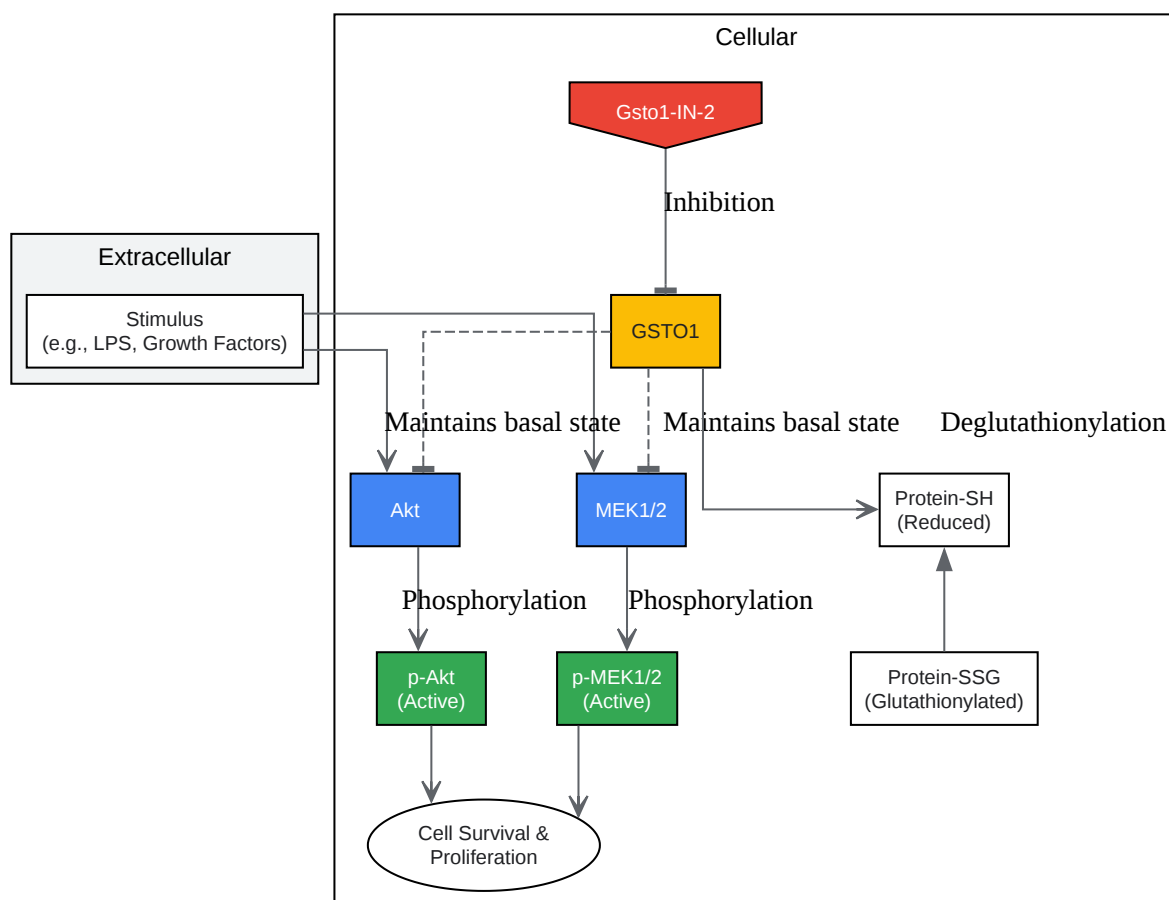 Cellular
Gsto1-IN-2
Inhibition
Extracellular
Stimulus
(e.g., LPS, Growth Factors)
GSTO1
Maintains basal state
Maintains basal state
Deglutathionylation
Akt
MEK1/2
Protein-SH
(Reduced)
Phosphorylation
Phosphorylation
p-Akt
(Active)
p-MEK1/2
(Active)
Protein-SSG
(Glutathionylated)
Cell Survival &
Proliferation